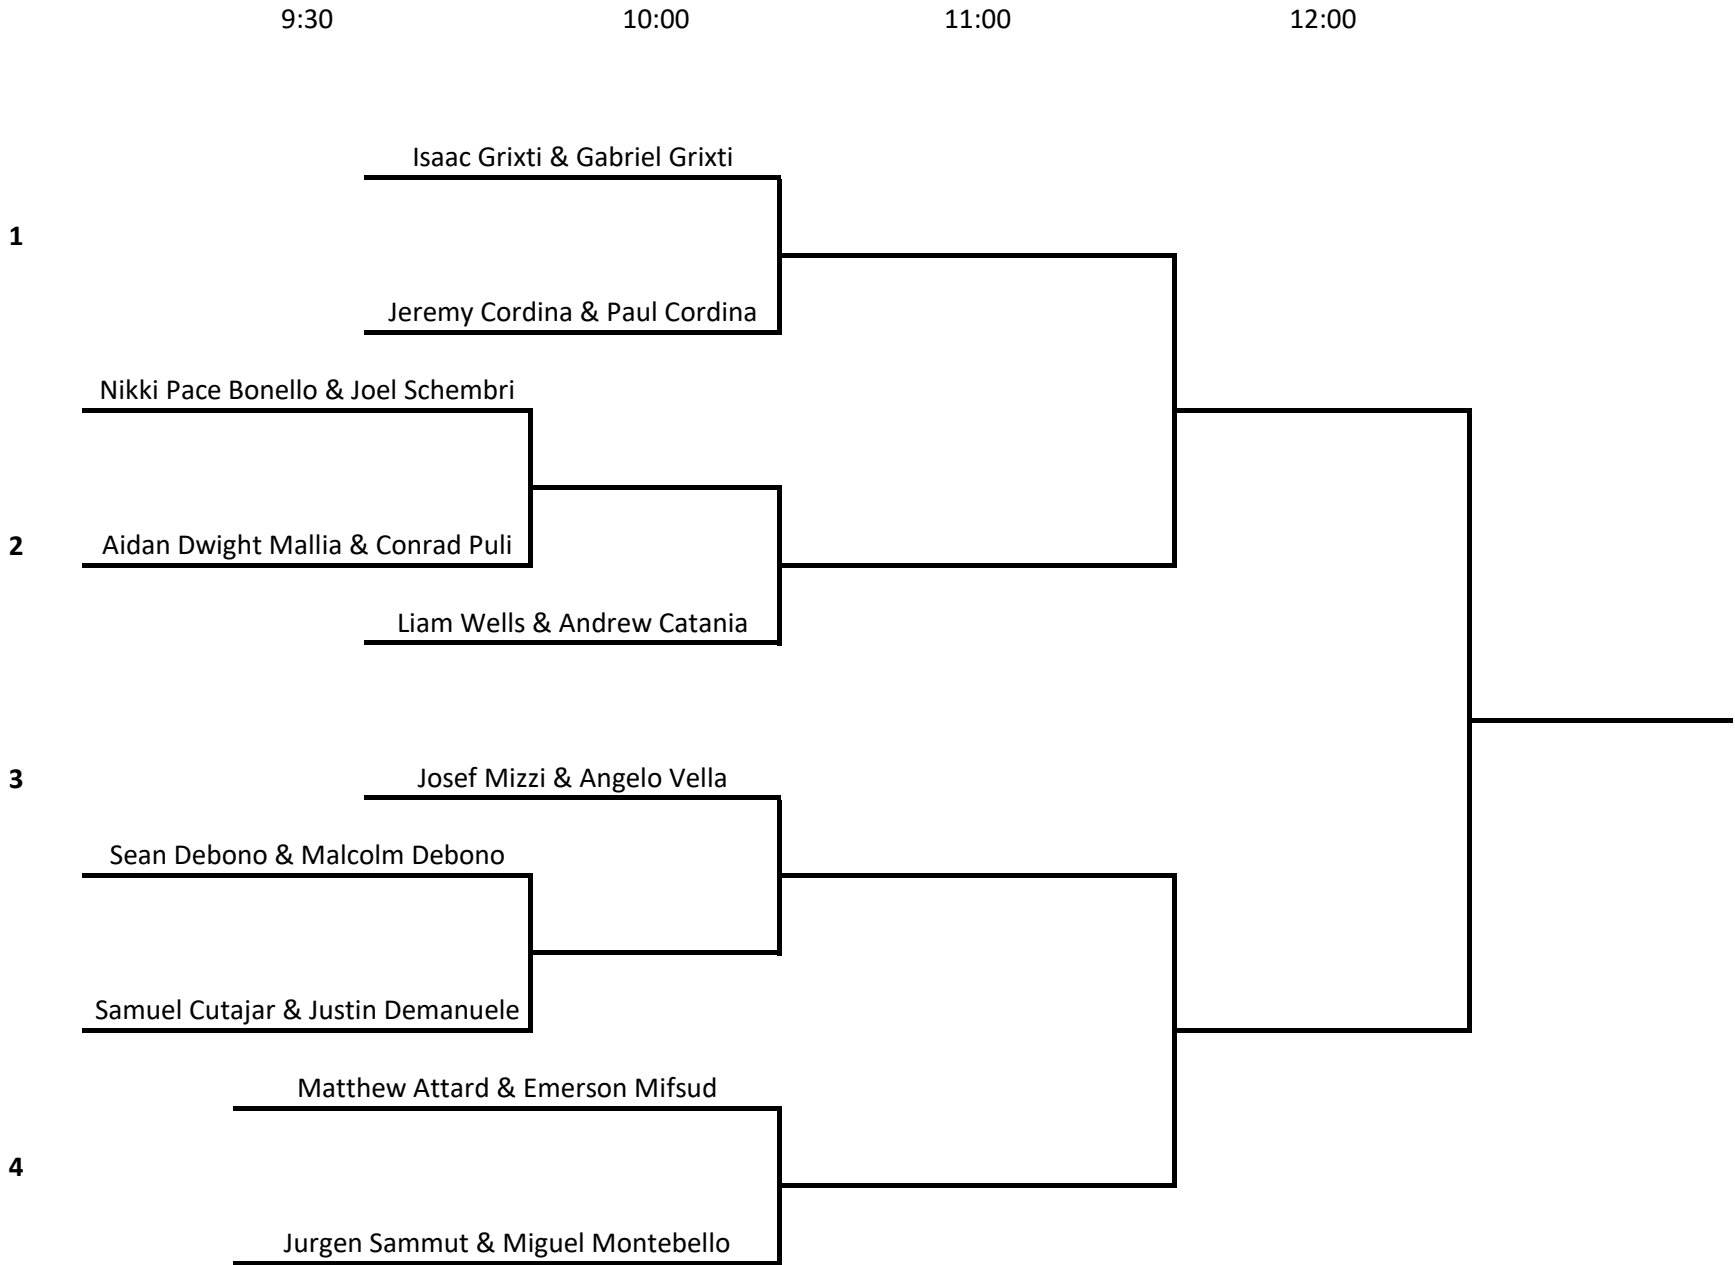 9:30 10:00 11:00 12:00
Isaac Grixti & Gabriel Grixti
1
Jeremy Cordina & Paul Cordina
Nikki Pace Bonello & Joel Schembri
2 Aidan Dwight Mallia & Conrad Puli
Liam Wells & Andrew Catania
3 Josef Mizzi & Angelo Vella
Sean Debono & Malcolm Debono
Samuel Cutajar & Justin Demanuele
Matthew Attard & Emerson Mifsud
4
Jurgen Sammut & Miguel Montebello